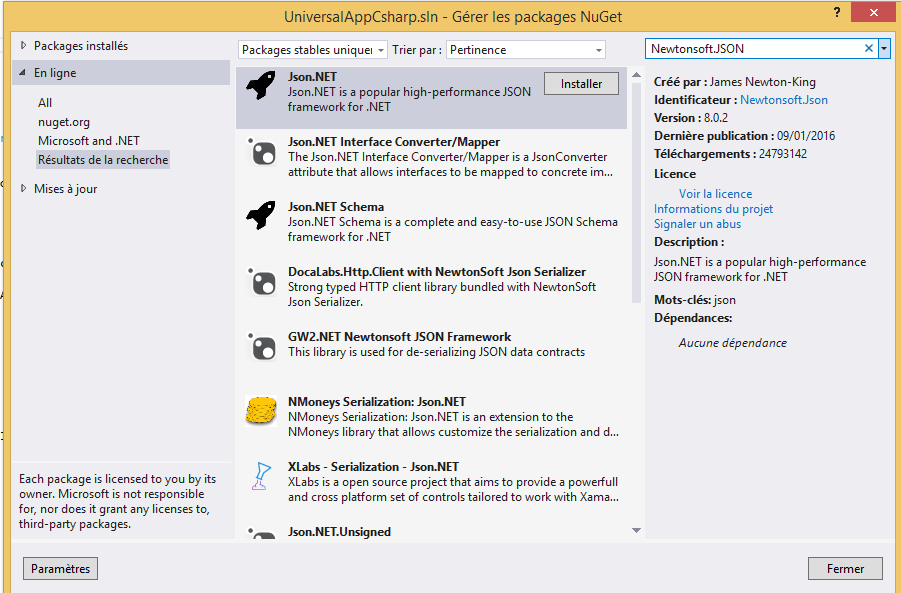 UniversalAppCsharp.sln - Gérer les packages NuGet
Packages installés
En ligne
All
nuget.org
Microsoft and .NET
Résultats de la recherche
Mises à jour
Each package is licensed to you by its
owner. Microsoft is not responsible
for, nor does it grant any licenses to,
third-party packages.
Paramètres
Packages stables uniquer
Trier par : Pertinence
Json.NET
Installer
Json.NET is a popular high-performance JSON
framework for .NET
Json.NET Interface Converter/Mapper
The Json.NET Interface Converter/Mapper is a JsonConverter
attribute that allows interfaces to be mapped to concrete im...
Json.NET Schema
Json.NET Schema is a complete and easy-to-use JSON Schema
framework for .NET
DocaLabs.Http.Client with NewtonSoft Json Serializer
Strong typed HTTP client library bundled with NewtonSoft
Json Serializer.
GW2.NET Newtonsoft JSON Framework
This library is used for de-serializing JSON data contracts
NMoneys Serialization: Json.NET
NMoneys Serialization: Json.NET is an extension to the
NMoneys library that allows customize the serialization and d...
XLabs - Serialization - Json.NET
XLabs is a open source project that aims to provide a powerfull
and cross platform set of controls tailored to work with Xama...
Json.NET.Unsigned
Newtonsoft.JSON
Créé par : James Newton-King
Identificateur : Newtonsoft.Json
Version : 8.0.2
Dernière publication : 09/01/2016
Téléchargements : 24793142
Licence
Voir la licence
Informations du projet
Signaler un abus
Description :
Json.NET is a popular high-performance
JSON framework for .NET
Mots-clés: json
Dépendances:
Aucune dépendance
Fermer